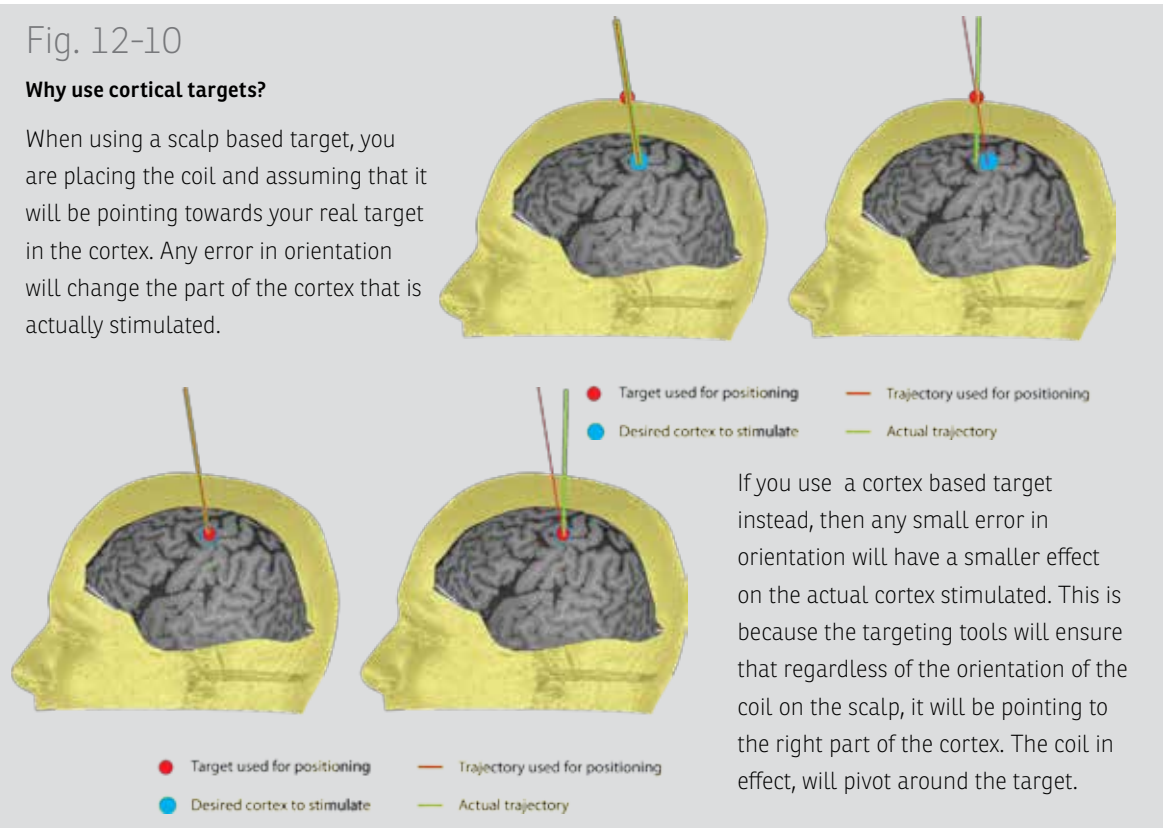 Fig. 12-10
Why use cortical targets?
When using a scalp based target, you
are placing the coil and assuming that it
will be pointing towards your real target
in the cortex. Any error in orientation
will change the part of the cortex that is
actually stimulated.
Target used for positioning
Trajectory used for positioning
Desired cortex to stimulate
Actual trajectory
If you use a cortex based target
instead, then any small error in
orientation will have a smaller effect
on the actual cortex stimulated. This is
because the targeting tools will ensure
that regardless of the orientation of the
coil on the scalp, it will be pointing to
the right part of the cortex. The coil in
effect, will pivot around the target.
Target used for positioning
Trajectory used for positioning
Desired cortex to stimulate
Actual trajectory